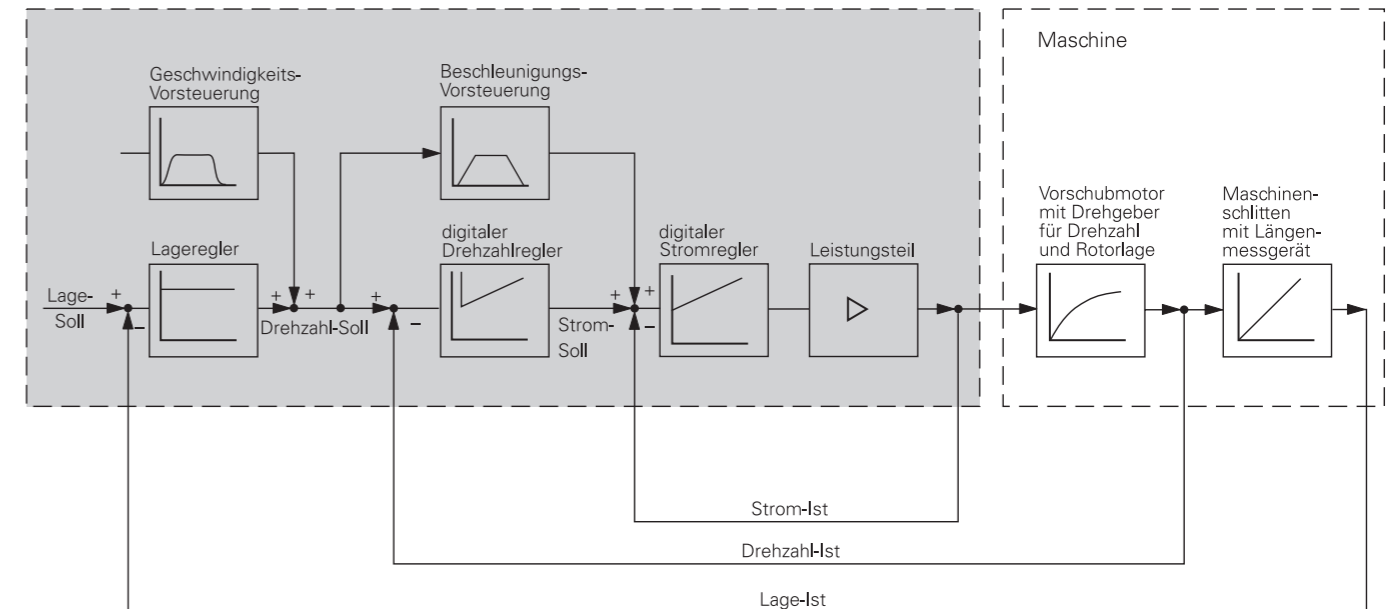 Maschine
Geschwindigkeits-
Vorsteuerung
Beschleunigungs-
Vorsteuerung
Lageregler
digitaler
Drehzahlregler
digitaler
Stromregler
Leistungsteil
Vorschubmotor
mit Drehgeber
für Drehzahl
und Rotorlage
Maschinen-
schlitten
mit Längen-
messgerät
Lage-
Soll
+
−
+
+
Drehzahl-Soll
+
−
Strom-
Soll
+
+
−
Strom-Ist
Drehzahl-Ist
Lage-Ist